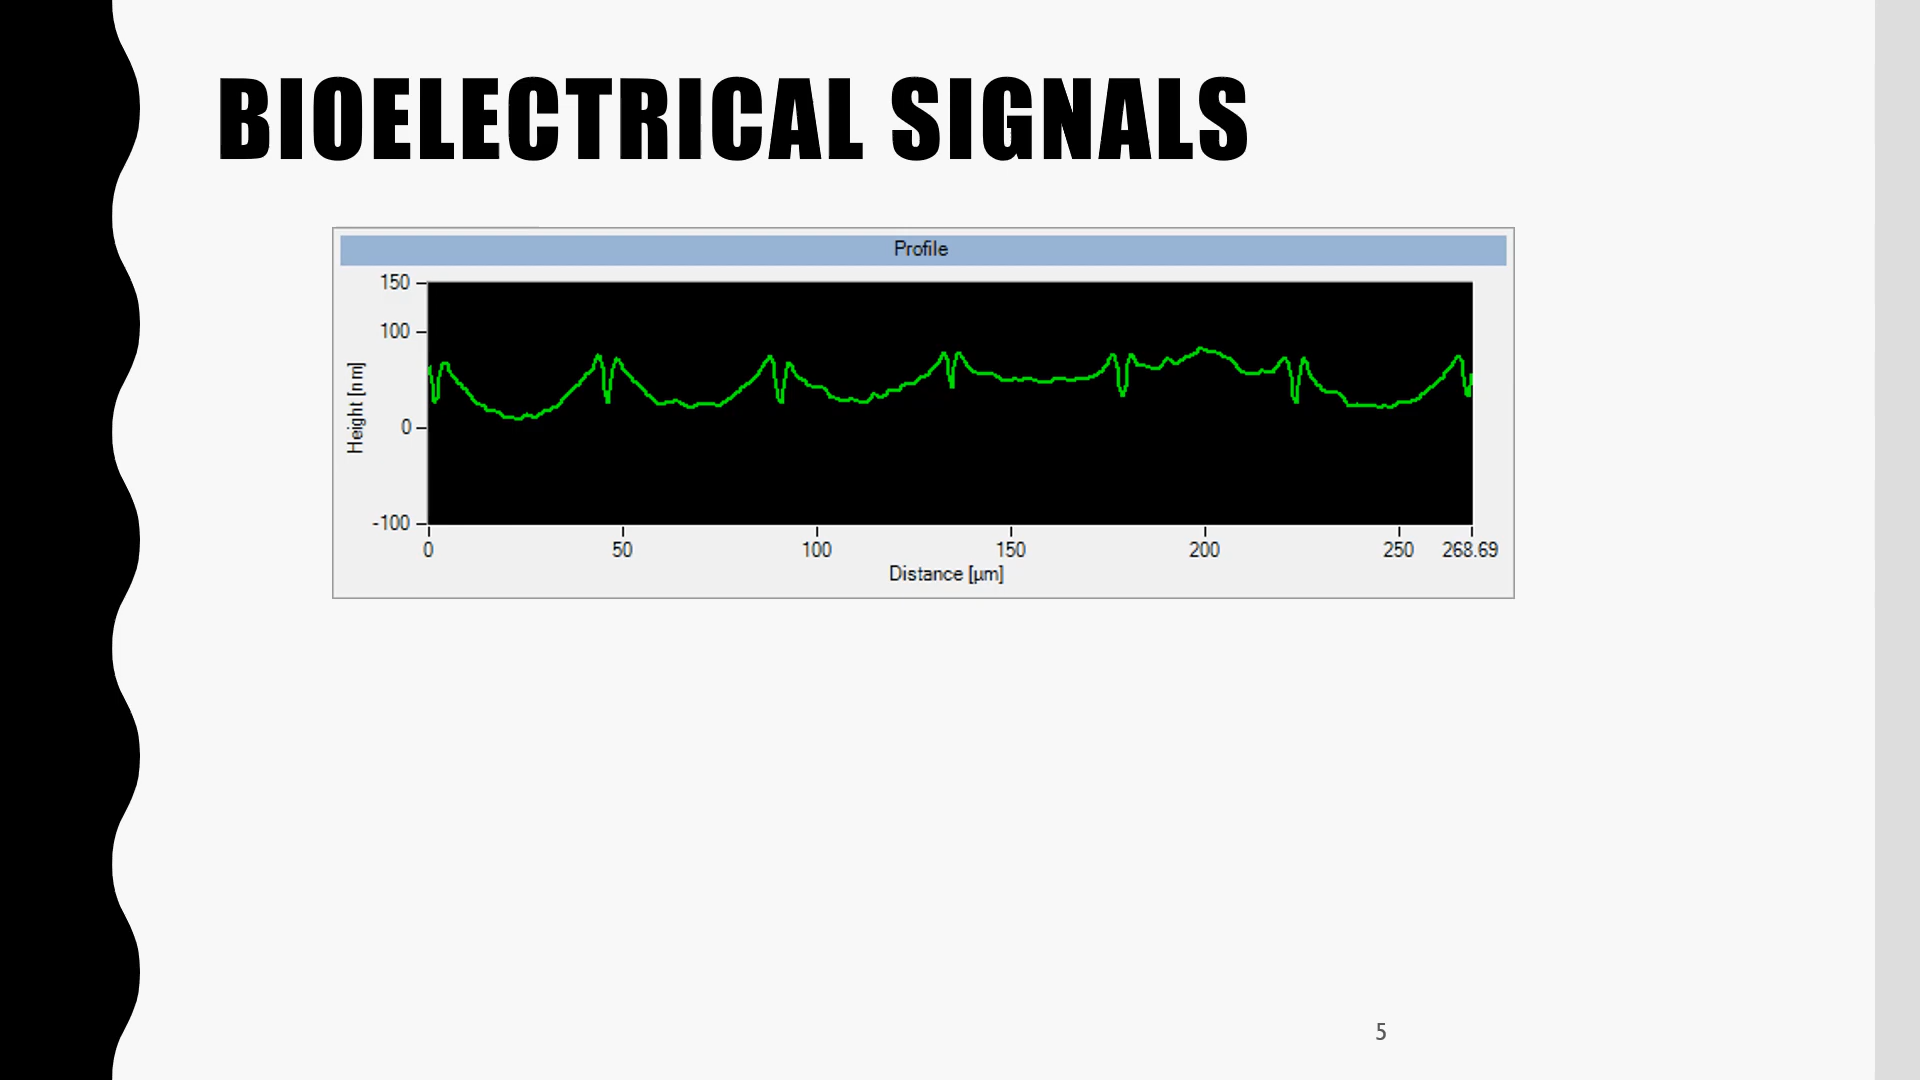 BIOELECTRICAL SIGNALS
Profile
150
100
0
-100
Height [nm]
0 50 100 150 200 250 268.69
Distance [µm]
5